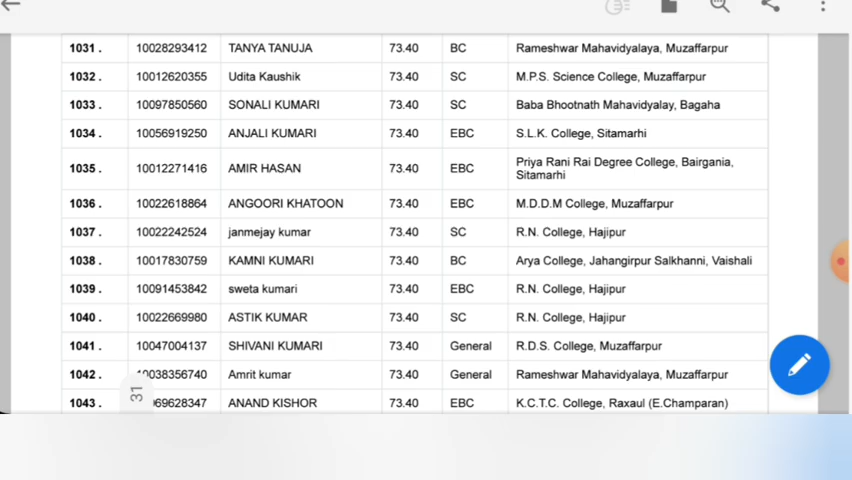 1031 . 10028293412 TANYA TANUJA 73.40 BC Rameshwar Mahavidyalaya, Muzaffarpur
1032 . 10012620355 Udita Kaushik 73.40 SC M.P.S. Science College, Muzaffarpur
1033 . 10097850560 SONALI KUMARI 73.40 SC Baba Bhootnath Mahavidyalay, Bagaha
1034 . 10056919250 ANJALI KUMARI 73.40 EBC S.L.K. College, Sitamarhi
1035 . 10012271416 AMIR HASAN 73.40 EBC Priya Rani Rai Degree College, Bairgania,
Sitamarhi
1036 . 10022618864 ANGOORI KHATOON 73.40 EBC M.D.D.M College, Muzaffarpur
1037 . 10022242524 janmejay kumar 73.40 SC R.N. College, Hajipur
1038 . 10017830759 KAMNI KUMARI 73.40 BC Arya College, Jahangirpur Salkhanni, Vaishali
1039 . 10091453842 sweta kumari 73.40 EBC R.N. College, Hajipur
1040 . 10022669980 ASTIK KUMAR 73.40 SC R.N. College, Hajipur
1041 . 10047004137 SHIVANI KUMARI 73.40 General R.D.S. College, Muzaffarpur
1042 . 10038356740 Amrit kumar 73.40 General Rameshwar Mahavidyalaya, Muzaffarpur
1043 . ANAND KISHOR 73.40 EBC K.C.T.C. College, Raxaul (E.Champaran)
31